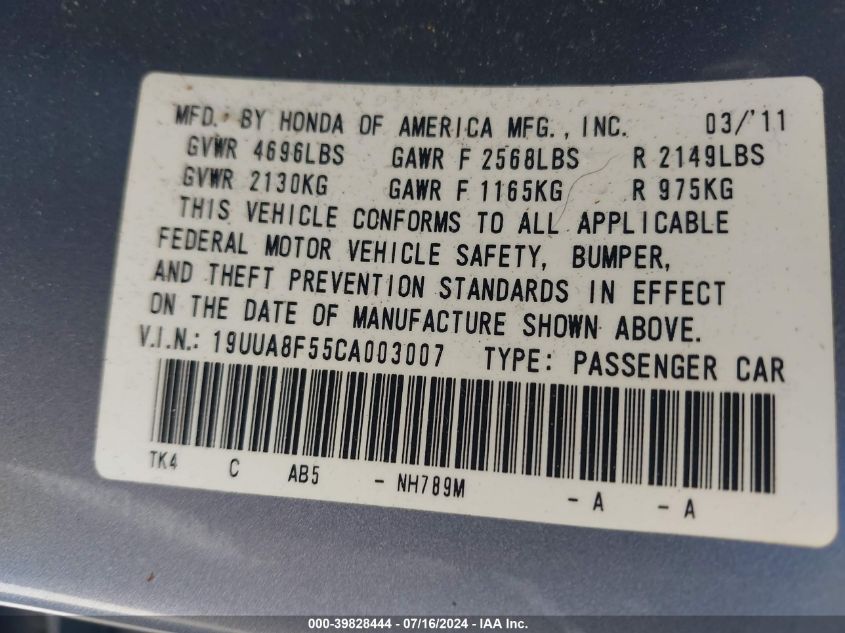 MFD. BY HONDA OF AMERICA MFG., INC. 03/'11
GVWR 4696LBS GAWR F 2568LBS R 2149LBS
GVWR 2130KG GAWR F 1165KG R 975KG
THIS VEHICLE CONFORMS TO ALL APPLICABLE
FEDERAL MOTOR VEHICLE SAFETY, BUMPER,
AND THEFT PREVENTION STANDARDS IN EFFECT
ON THE DATE OF MANUFACTURE SHOWN ABOVE.
V.I.N.: 19UUA8F55CA003007 TYPE: PASSENGER CAR
TK4 C AB5 - NH789M - A - A
000-39828444 - 07/16/2024 - IAA Inc.